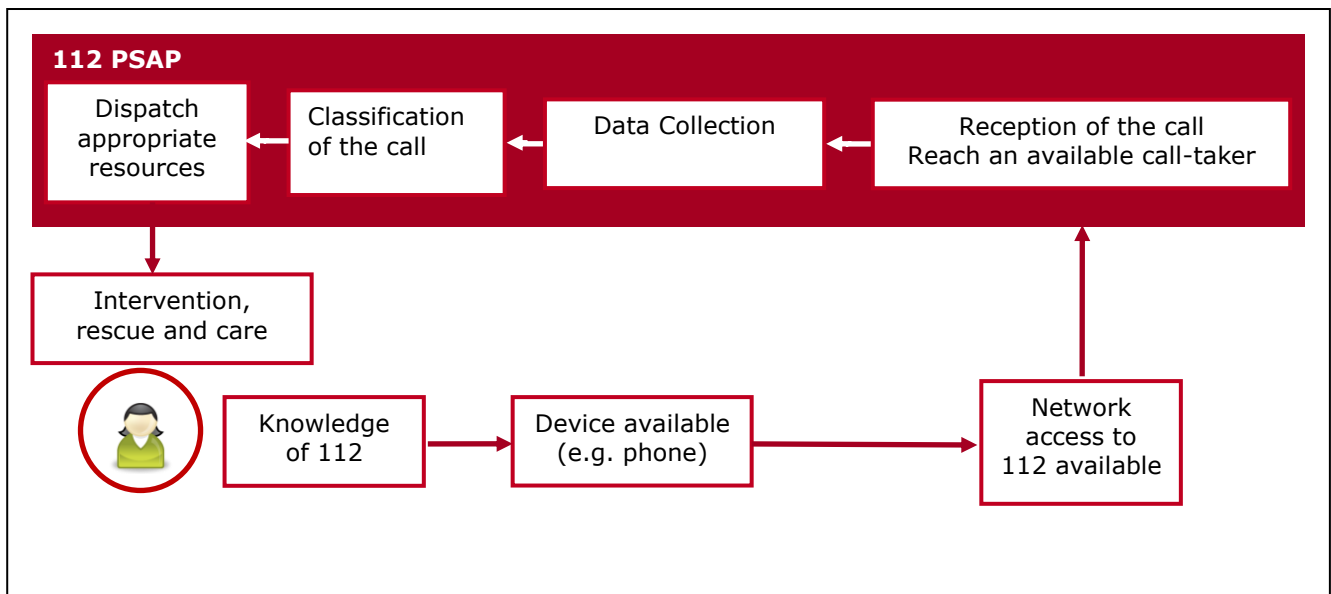 112 PSAP
Dispatch
appropriate
resources
Classification
of the call
Data Collection
Reception of the call
Reach an available call-taker
Intervention,
rescue and care
Knowledge
of 112
Device available
(e.g. phone)
Network
access to
112 available